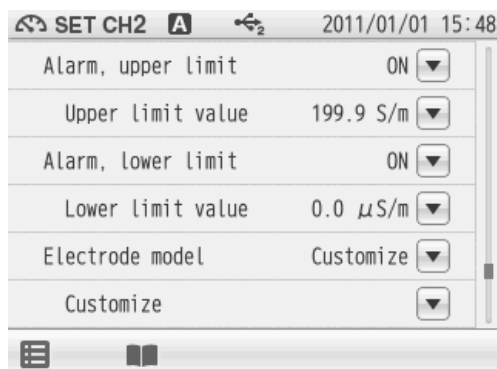 SET CH2 A 2 2011/01/01 15:48
Alarm, upper limit ON
Upper limit value 199.9 S/m
Alarm, lower limit ON
Lower limit value 0.0 μS/m
Electrode model Customize
Customize